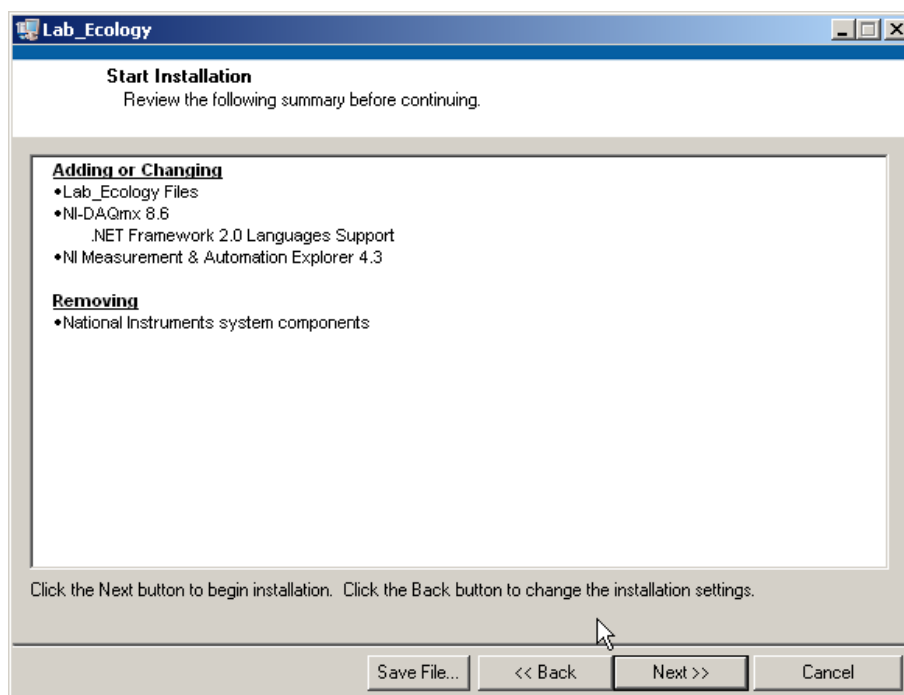 Lab_Ecology
Start Installation
Review the following summary before continuing.
Adding or Changing
•Lab_Ecology Files
•NI-DAQmx 8.6
.NET Framework 2.0 Languages Support
•NI Measurement & Automation Explorer 4.3
Removing
•National Instruments system components
Click the Next button to begin installation.  Click the Back button to change the installation settings.
Save File...
<< Back
Next >>
Cancel